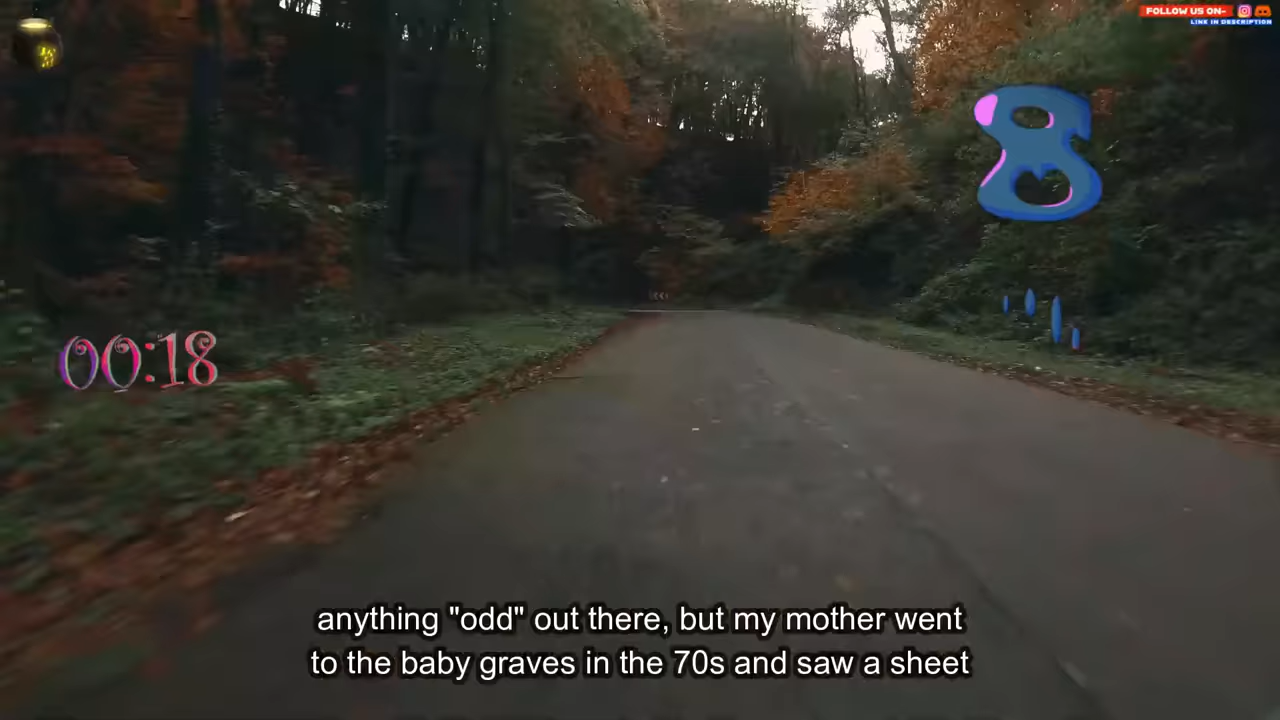 FOLLOW US ON-
LINK IN DESCRIPTION
8
00:18
anything "odd" out there, but my mother went
to the baby graves in the 70s and saw a sheet